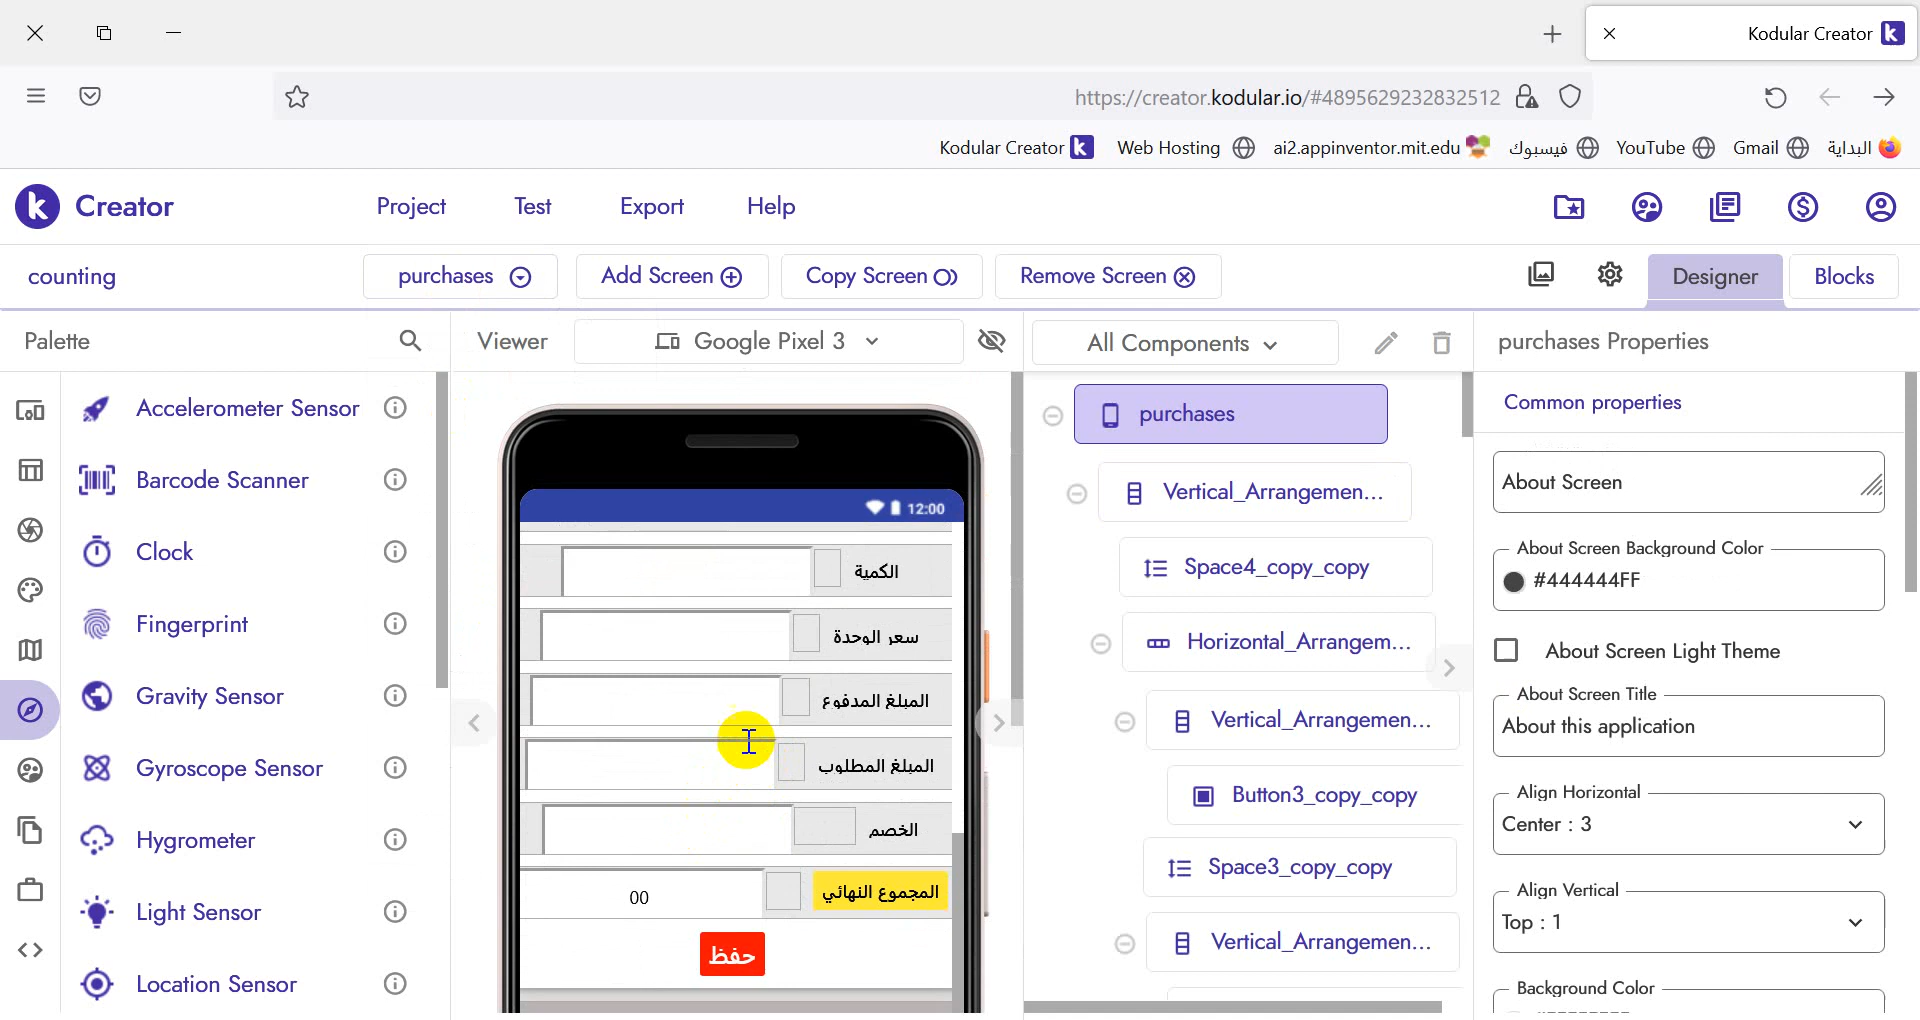 Kodular Creator
https://creator.kodular.io/#4895629232832512
Kodular Creator
Web Hosting
ai2.appinventor.mit.edu
فيسبوك
YouTube
Gmail
البداية
Creator
Project
Test
Export
Help
counting
purchases
Add Screen
Copy Screen
Remove Screen
Designer
Blocks
Palette
Viewer
Google Pixel 3
All Components
purchases Properties
Accelerometer Sensor
Barcode Scanner
Clock
Fingerprint
Gravity Sensor
Gyroscope Sensor
Hygrometer
Light Sensor
Location Sensor
12:00
الكمية
سعر الوحدة
المبلغ المدفوع
المبلغ المطلوب
الخصم
المجموع النهائي
00
حفظ
purchases
Vertical_Arrangemen...
Space4_copy_copy
Horizontal_Arrangem...
Vertical_Arrangemen...
Button3_copy_copy
Space3_copy_copy
Vertical_Arrangemen...
Common properties
About Screen
About Screen Background Color
#444444FF
About Screen Light Theme
About Screen Title
About this application
Align Horizontal
Center : 3
Align Vertical
Top : 1
Background Color